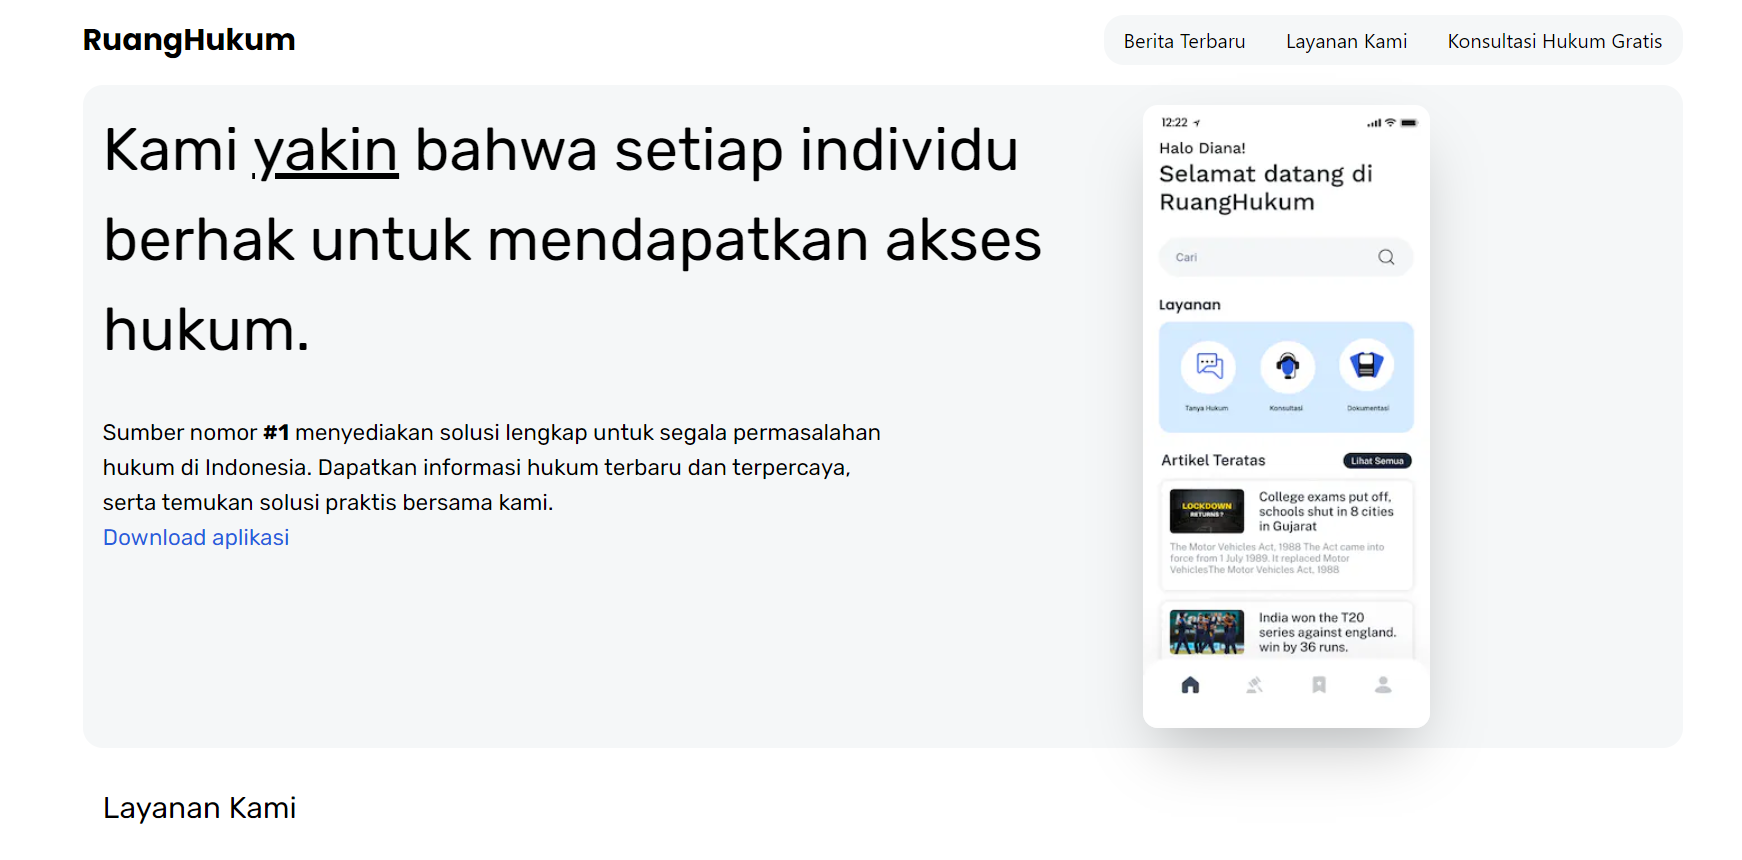 RuangHukum
Berita Terbaru
Layanan Kami
Konsultasi Hukum Gratis
Kami yakin bahwa setiap individu
berhak untuk mendapatkan akses
hukum.
Sumber nomor #1 menyediakan solusi lengkap untuk segala permasalahan
hukum di Indonesia. Dapatkan informasi hukum terbaru dan terpercaya,
serta temukan solusi praktis bersama kami.
Download aplikasi
12:22
Halo Diana!
Selamat datang di
RuangHukum
Cari
Layanan
Tanya Hukum
Konsultasi
Dokumentasi
Artikel Teratas
Lihat Semua
LOCKDOWN
RETURNS?
College exams put off,
schools shut in 8 cities
in Gujarat
The Motor Vehicles Act, 1988 The Act came into
force from 1 July 1989. It replaced Motor
VehiclesThe Motor Vehicles Act, 1988
India won the T20
series against england.
win by 36 runs.
Layanan Kami